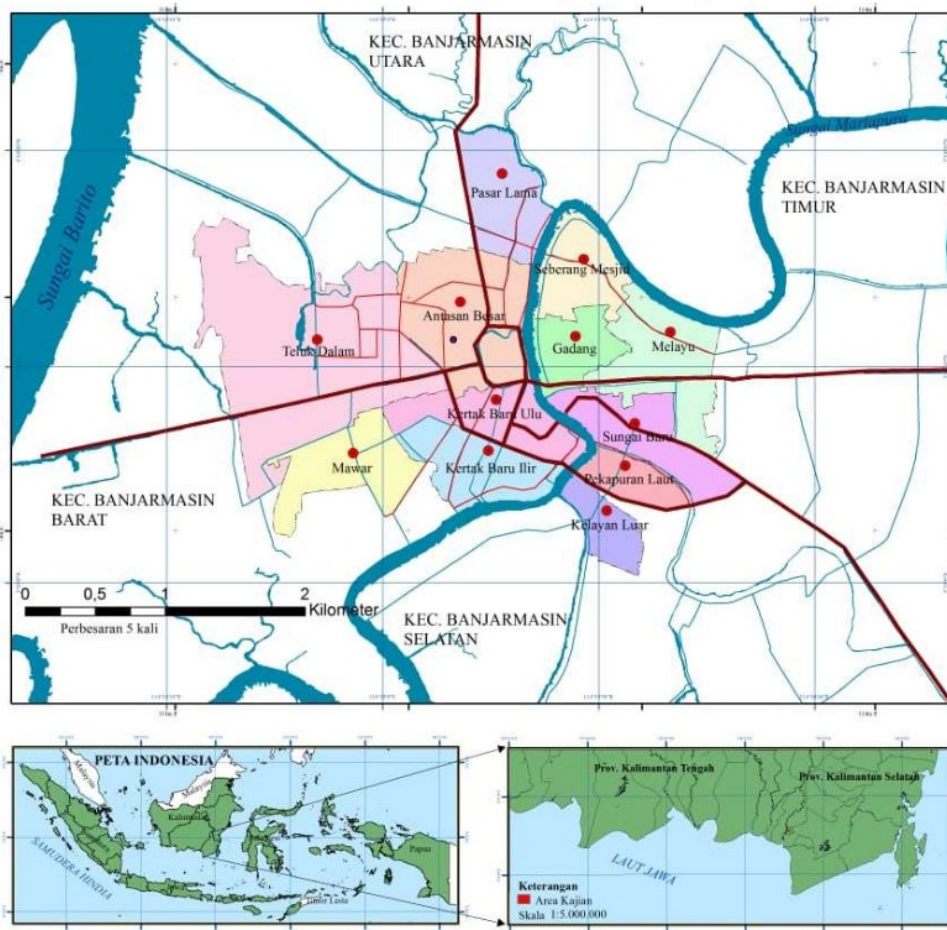 KEC. BANJARMASIN
UTARA
Sungai Barito
Sungai Martapura
Pasar Lama
KEC. BANJARMASIN
TIMUR
Seberang Mesjid
Antasan Besar
Teluk Dalam
Gadang
Melayu
Kertak Baru Ulu
Sungai Baru
Mawar
Kertak Baru Ilir
Pekapuran Laut
KEC. BANJARMASIN
BARAT
Kelayan Luar
0 0,5 1 2
Kilometer
Perbesaran 5 kali
KEC. BANJARMASIN
SELATAN
PETA INDONESIA
Malaysia
Malaysia
Kalimantan
Papua
SAMUDERA HINDIA
Timor Leste
Prov. Kalimantan Tengah
Prov. Kalimantan Selatan
LAUT JAWA
Keterangan
Area Kajian
Skala 1:5.000.000